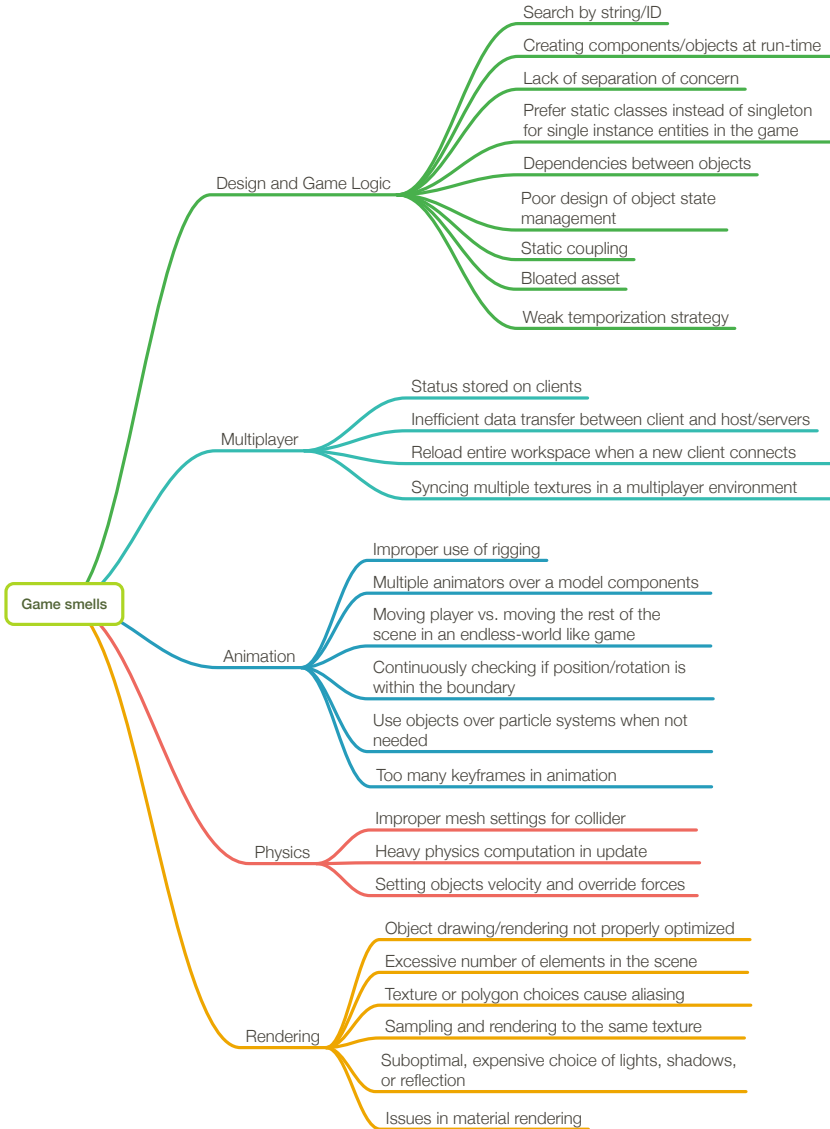 Search by string/ID
Creating components/objects at run-time
Lack of separation of concern
Prefer static classes instead of singleton
for single instance entities in the game
Design and Game Logic
Dependencies between objects
Poor design of object state
management
Static coupling
Bloated asset
Weak temporization strategy
Multiplayer
Status stored on clients
Inefficient data transfer between client and host/servers
Reload entire workspace when a new client connects
Syncing multiple textures in a multiplayer environment
Game smells
Animation
Improper use of rigging
Multiple animators over a model components
Moving player vs. moving the rest of the
scene in an endless-world like game
Continuously checking if position/rotation is
within the boundary
Use objects over particle systems when not
needed
Too many keyframes in animation
Physics
Improper mesh settings for collider
Heavy physics computation in update
Setting objects velocity and override forces
Rendering
Object drawing/rendering not properly optimized
Excessive number of elements in the scene
Texture or polygon choices cause aliasing
Sampling and rendering to the same texture
Suboptimal, expensive choice of lights, shadows,
or reflection
Issues in material rendering